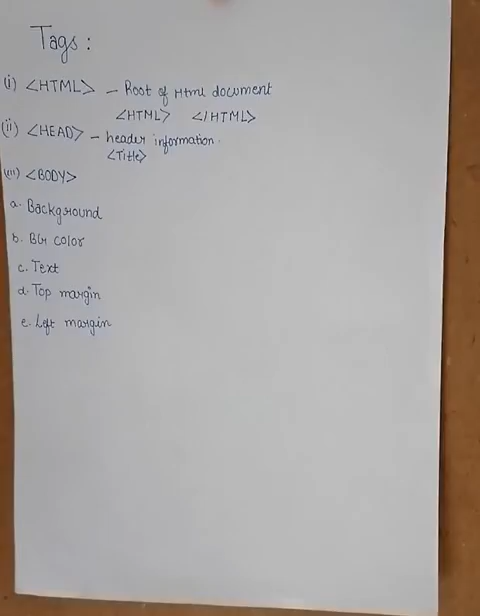 Tags :
(i) <HTML> – Root of Html document
<HTML> </HTML>
(ii) <HEAD> – header information.
<Title>
(iii) <BODY>
a. Background
b. BG color
c. Text
d. Top margin
e. Left margin